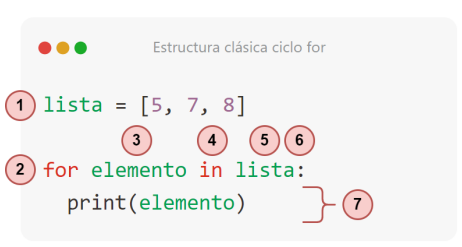 Estructura clásica ciclo for
1 lista = [5, 7, 8]
3 4 5 6
2 for elemento in lista:
print(elemento) 7